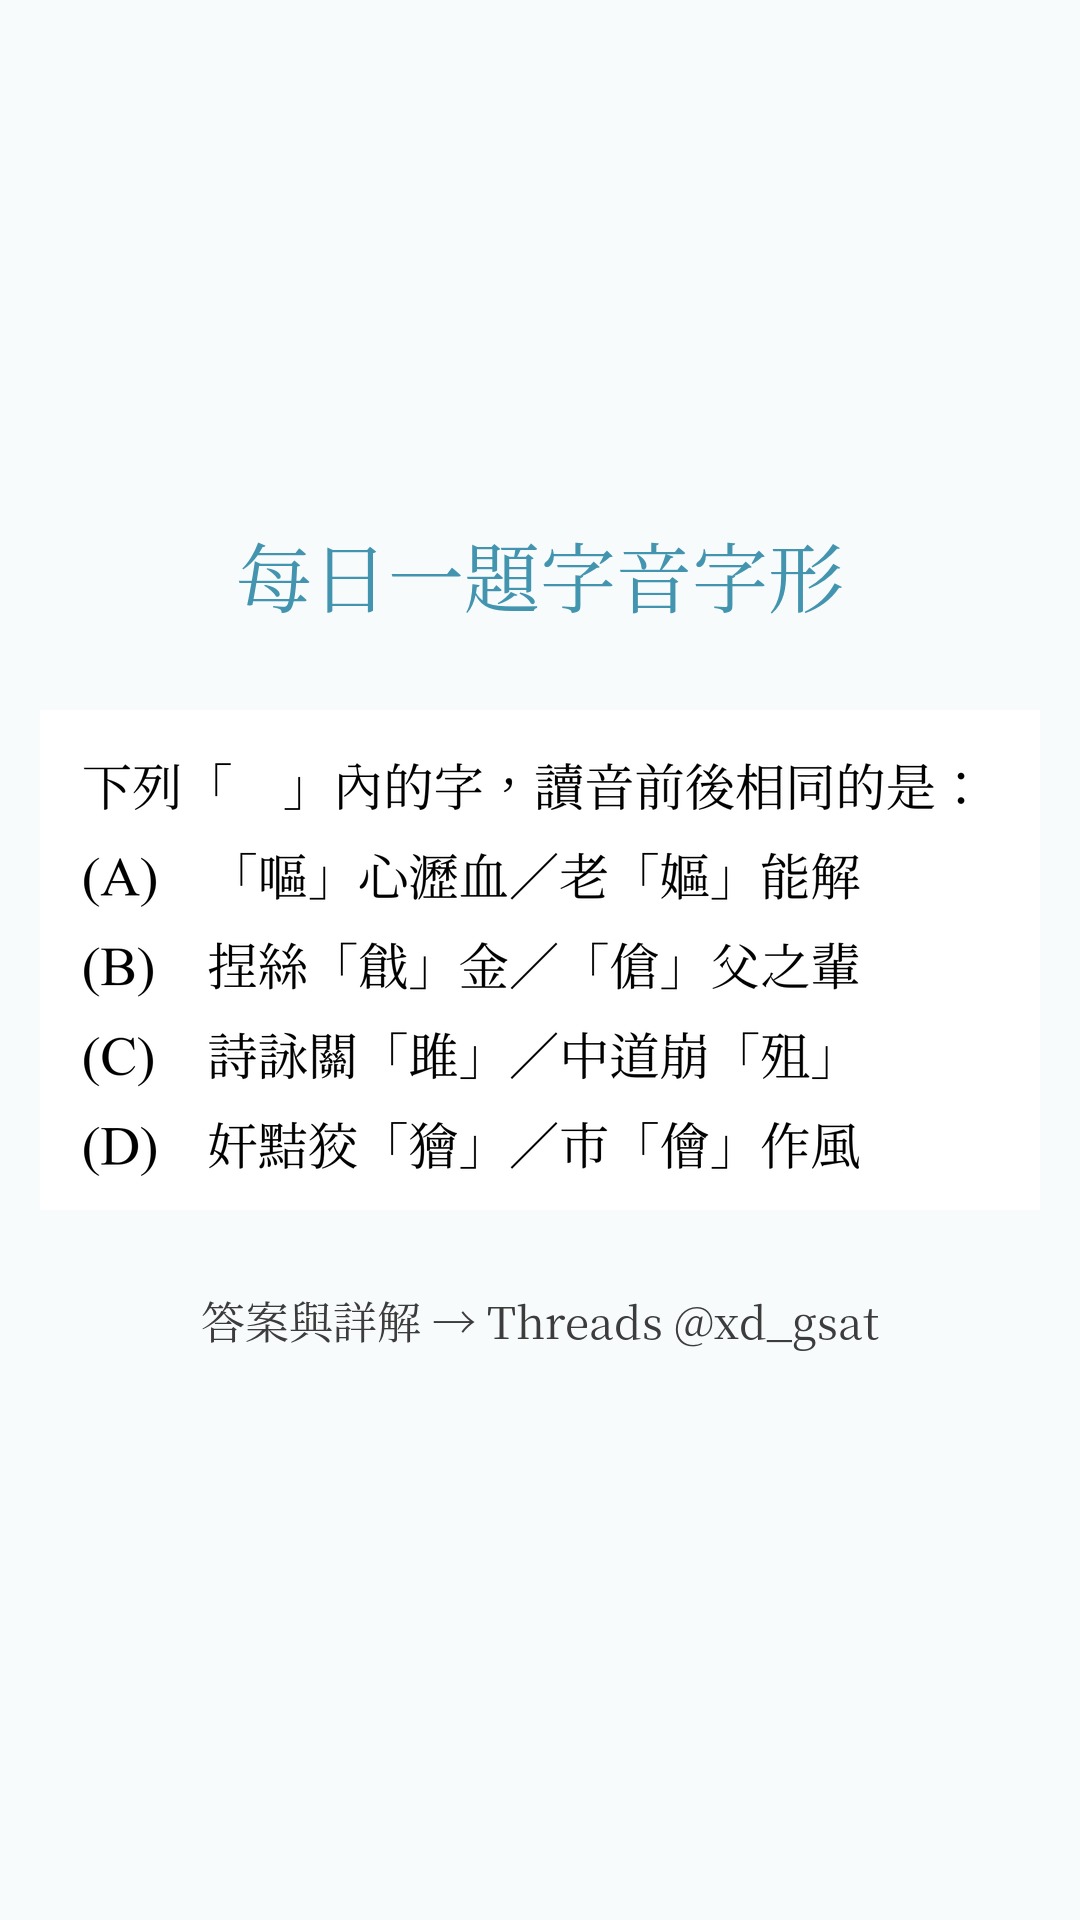 每日一題字音字形
下列「　」內的字，讀音前後相同的是：
(A)　「嘔」心瀝血／老「嫗」能解
(B)　捏絲「戧」金／「傖」父之輩
(C)　詩詠關「雎」／中道崩「殂」
(D)　奸黠狡「獪」／市「儈」作風
答案與詳解 → Threads @xd_gsat